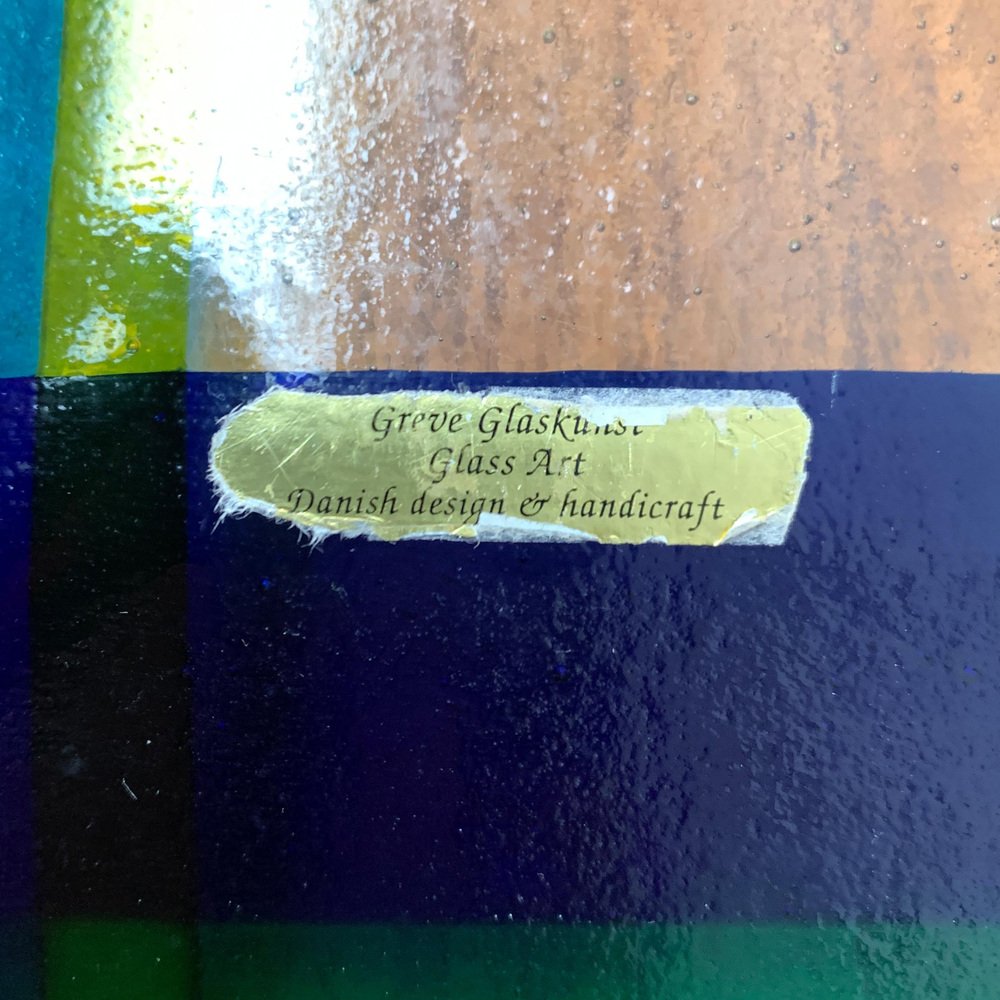 Greve Glaskunst
Glass Art
Danish design & handicraft